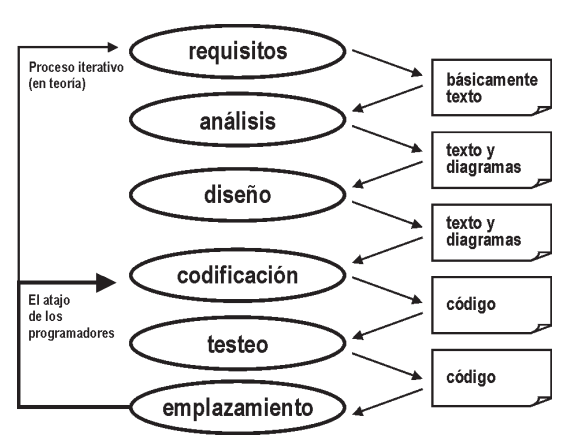 requisitos
Proceso iterativo
(en teoría)
básicamente
texto
análisis
texto y
diagramas
diseño
texto y
diagramas
codificación
El atajo
de los
programadores
código
testeo
código
emplazamiento